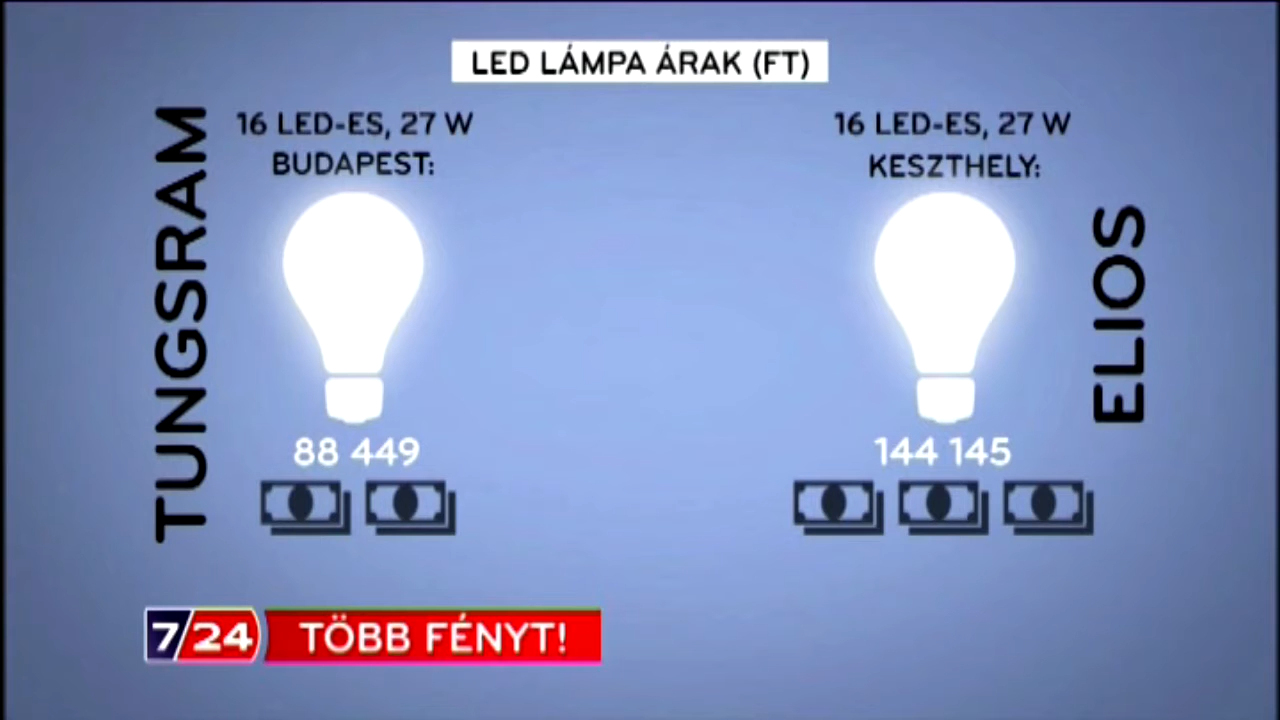 LED LÁMPA ÁRAK (FT)
TUNGSRAM
16 LED-ES, 27 W
BUDAPEST:
88 449
16 LED-ES, 27 W
KESZTHELY:
144 145
ELIOS
7/24 TÖBB FÉNYT!